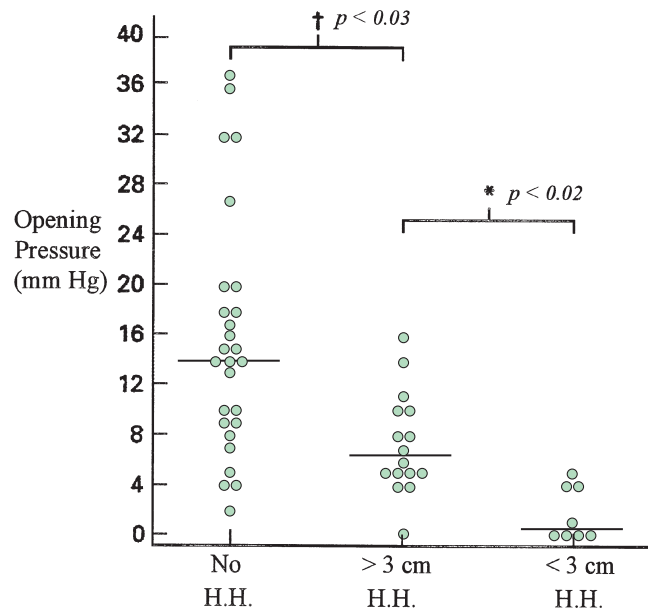 † p < 0.03
* p < 0.02
Opening
Pressure
(mm Hg)
40
36
32
28
24
20
16
12
8
4
0
No
H.H.
> 3 cm
H.H.
< 3 cm
H.H.